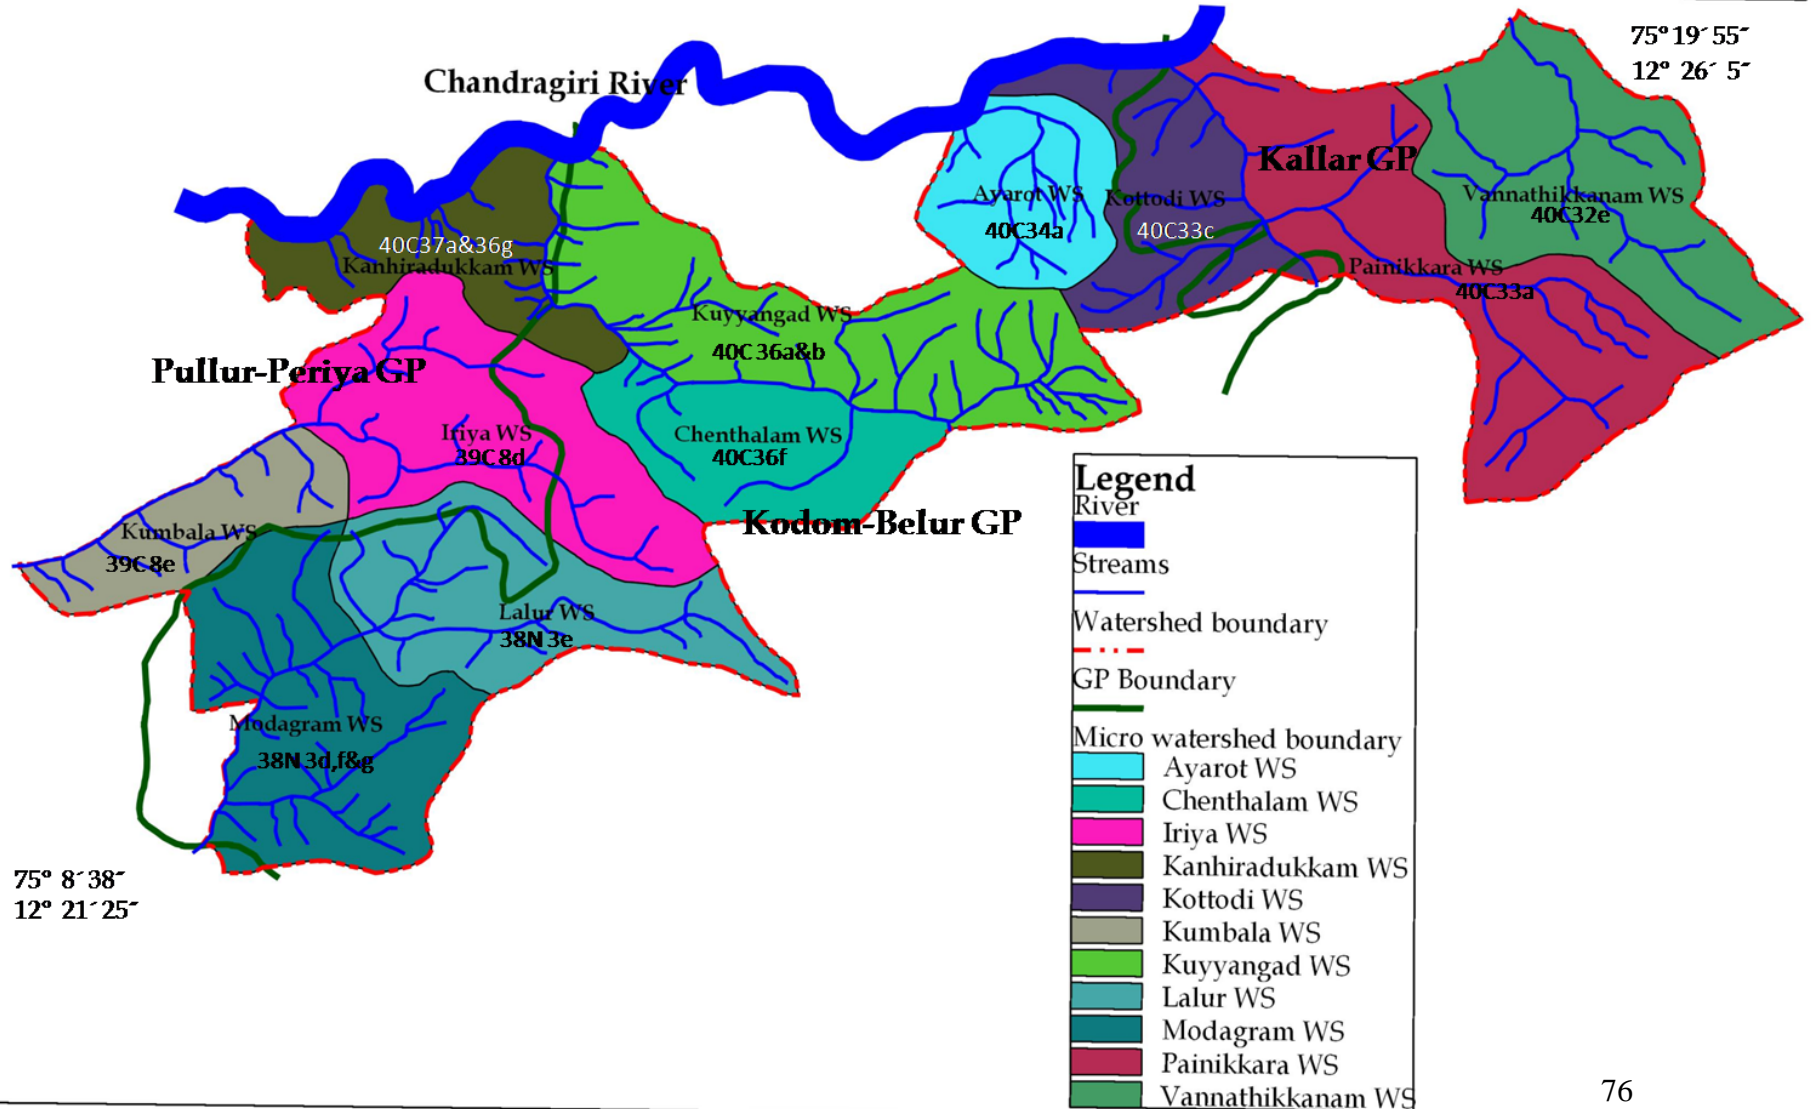 75° 19´ 55˝
12° 26´ 5˝
Chandragiri River
Kallar GP
Ayarot WS
40C34a
Kottodi WS
40C33c
Vannathikkanam WS
40C32e
40C37a&36g
Kanhiradukkam WS
Painikkara WS
40C33a
Kuyyangad WS
40C 36a&b
Pullur-Periya GP
Iriya WS
39C 8d
Chenthalam WS
40C36f
Kodom-Belur GP
Kumbala WS
39C 8e
Lalur WS
38N 3e
Modagram WS
38N 3d,f&g
75° 8´ 38˝
12° 21´ 25˝
Legend
River
Streams
Watershed boundary
GP Boundary
Micro watershed boundary
Ayarot WS
Chenthalam WS
Iriya WS
Kanhiradukkam WS
Kottodi WS
Kumbala WS
Kuyyangad WS
Lalur WS
Modagram WS
Painikkara WS
Vannathikkanam WS
76